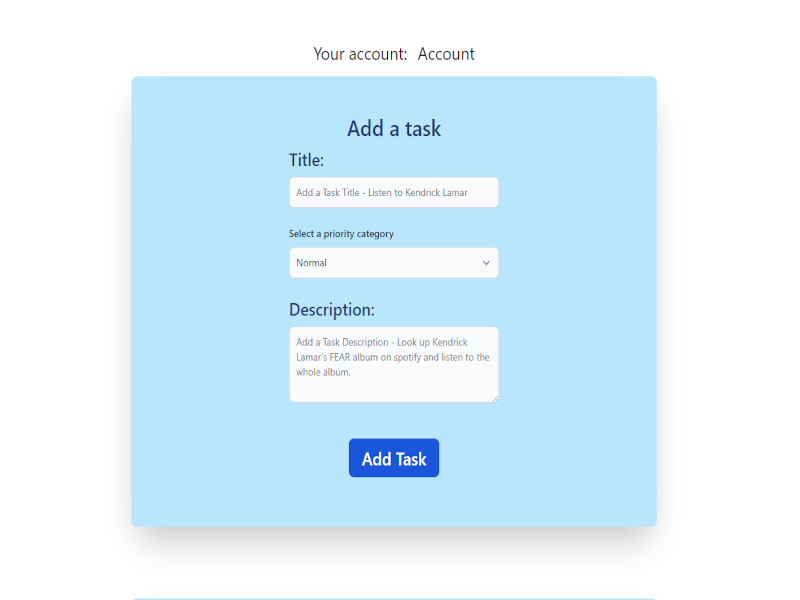 Your account: Account
Add a task
Title:
Add a Task Title - Listen to Kendrick Lamar
Select a priority category
Normal
Description:
Add a Task Description - Look up Kendrick
Lamar's FEAR album on spotify and listen to the
whole album.
Add Task